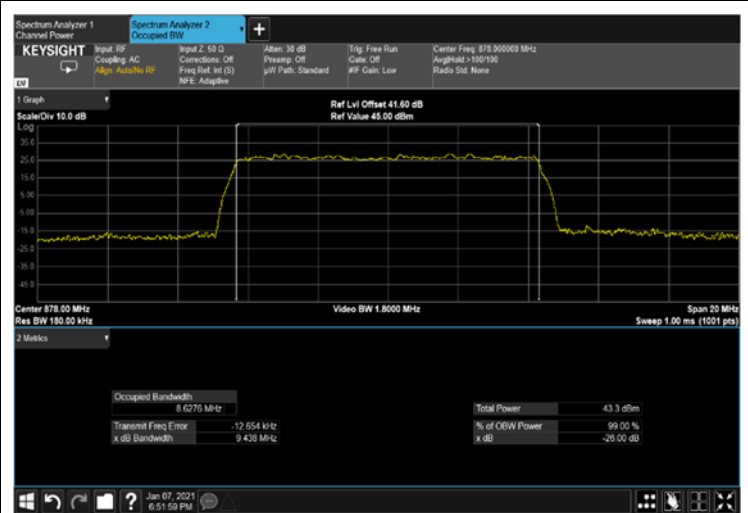 Spectrum Analyzer 1
Channel Power
Spectrum Analyzer 2
Occupied BW
+
KEYSIGHT
Input: RF
Coupling: AC
Align: Auto/No RF
Input Z: 50 Ω
Corrections: Off
Freq Ref: Int (S)
NFE: Adaptive
Atten: 30 dB
Preamp: Off
µW Path: Standard
Trig: Free Run
Gate: Off
#IF Gain: Low
Center Freq: 878.000000 MHz
Avg|Hold:>100/100
Radio Std: None
1 Graph
Scale/Div 10.0 dB
Ref Lvl Offset 41.60 dB
Ref Value 45.00 dBm
Log
35.0
25.0
15.0
5.00
-5.00
-15.0
-25.0
-35.0
-45.0
Center 878.00 MHz
Res BW 180.00 kHz
Video BW 1.8000 MHz
Span 20 MHz
Sweep 1.00 ms (1001 pts)
2 Metrics
Occupied Bandwidth
8.6276 MHz
Transmit Freq Error -12.654 kHz
x dB Bandwidth 9.438 MHz
Total Power 43.3 dBm
% of OBW Power 99.00 %
x dB -26.00 dB
?
Jan 07, 2021
6:51:59 PM